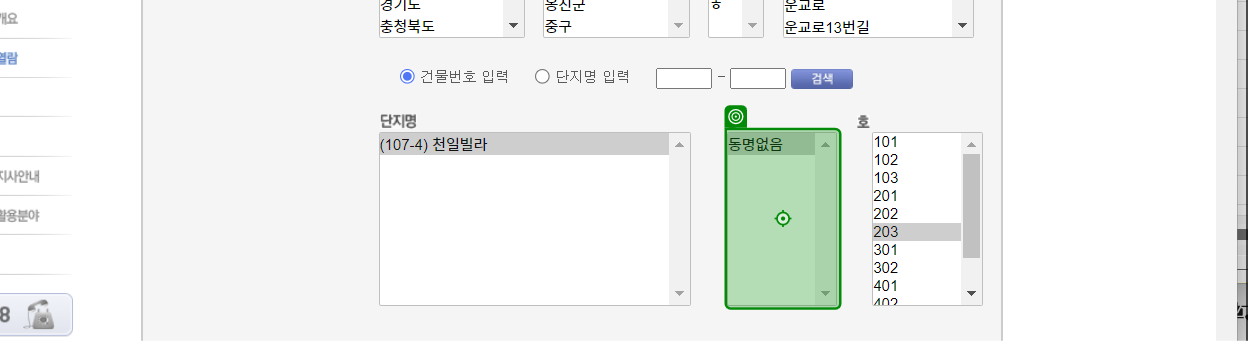 개요
열람
지사안내
활용분야
8
경기도
옹진군
ㅎ
운교로
충청북도
중구
운교로13번길
건물번호 입력
단지명 입력
–
검색
단지명
호
(107-4) 천일빌라
동명없음
101
102
103
201
202
203
301
302
401
402